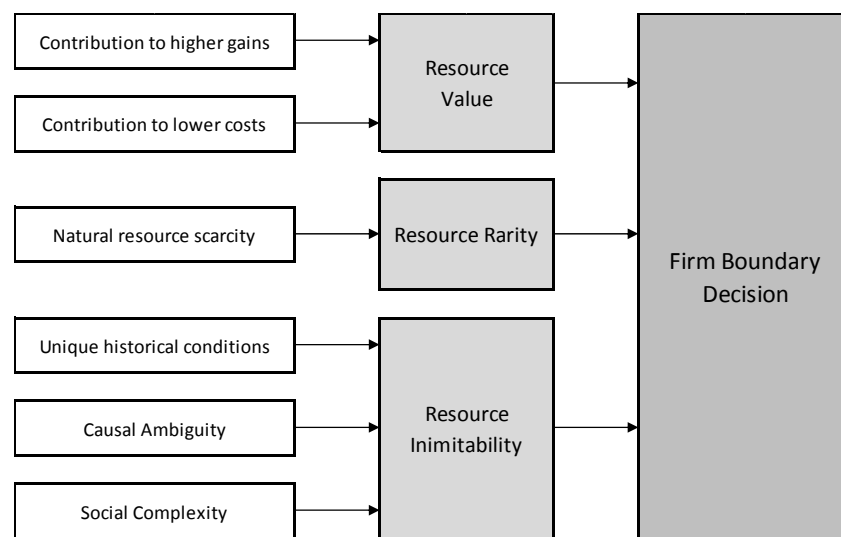 Contribution to higher gains
Contribution to lower costs
Resource
Value
Natural resource scarcity
Resource Rarity
Firm Boundary
Decision
Unique historical conditions
Causal Ambiguity
Social Complexity
Resource
Inimitability